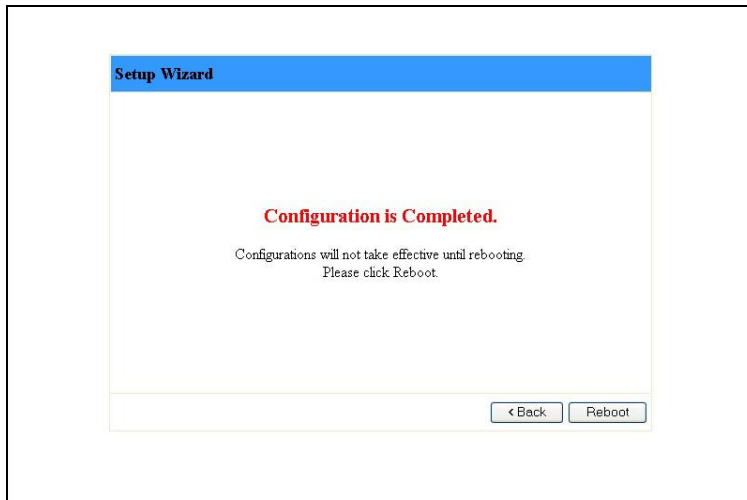 Setup Wizard
Configuration is Completed.
Configurations will not take effective until rebooting.
Please click Reboot.
< Back
Reboot